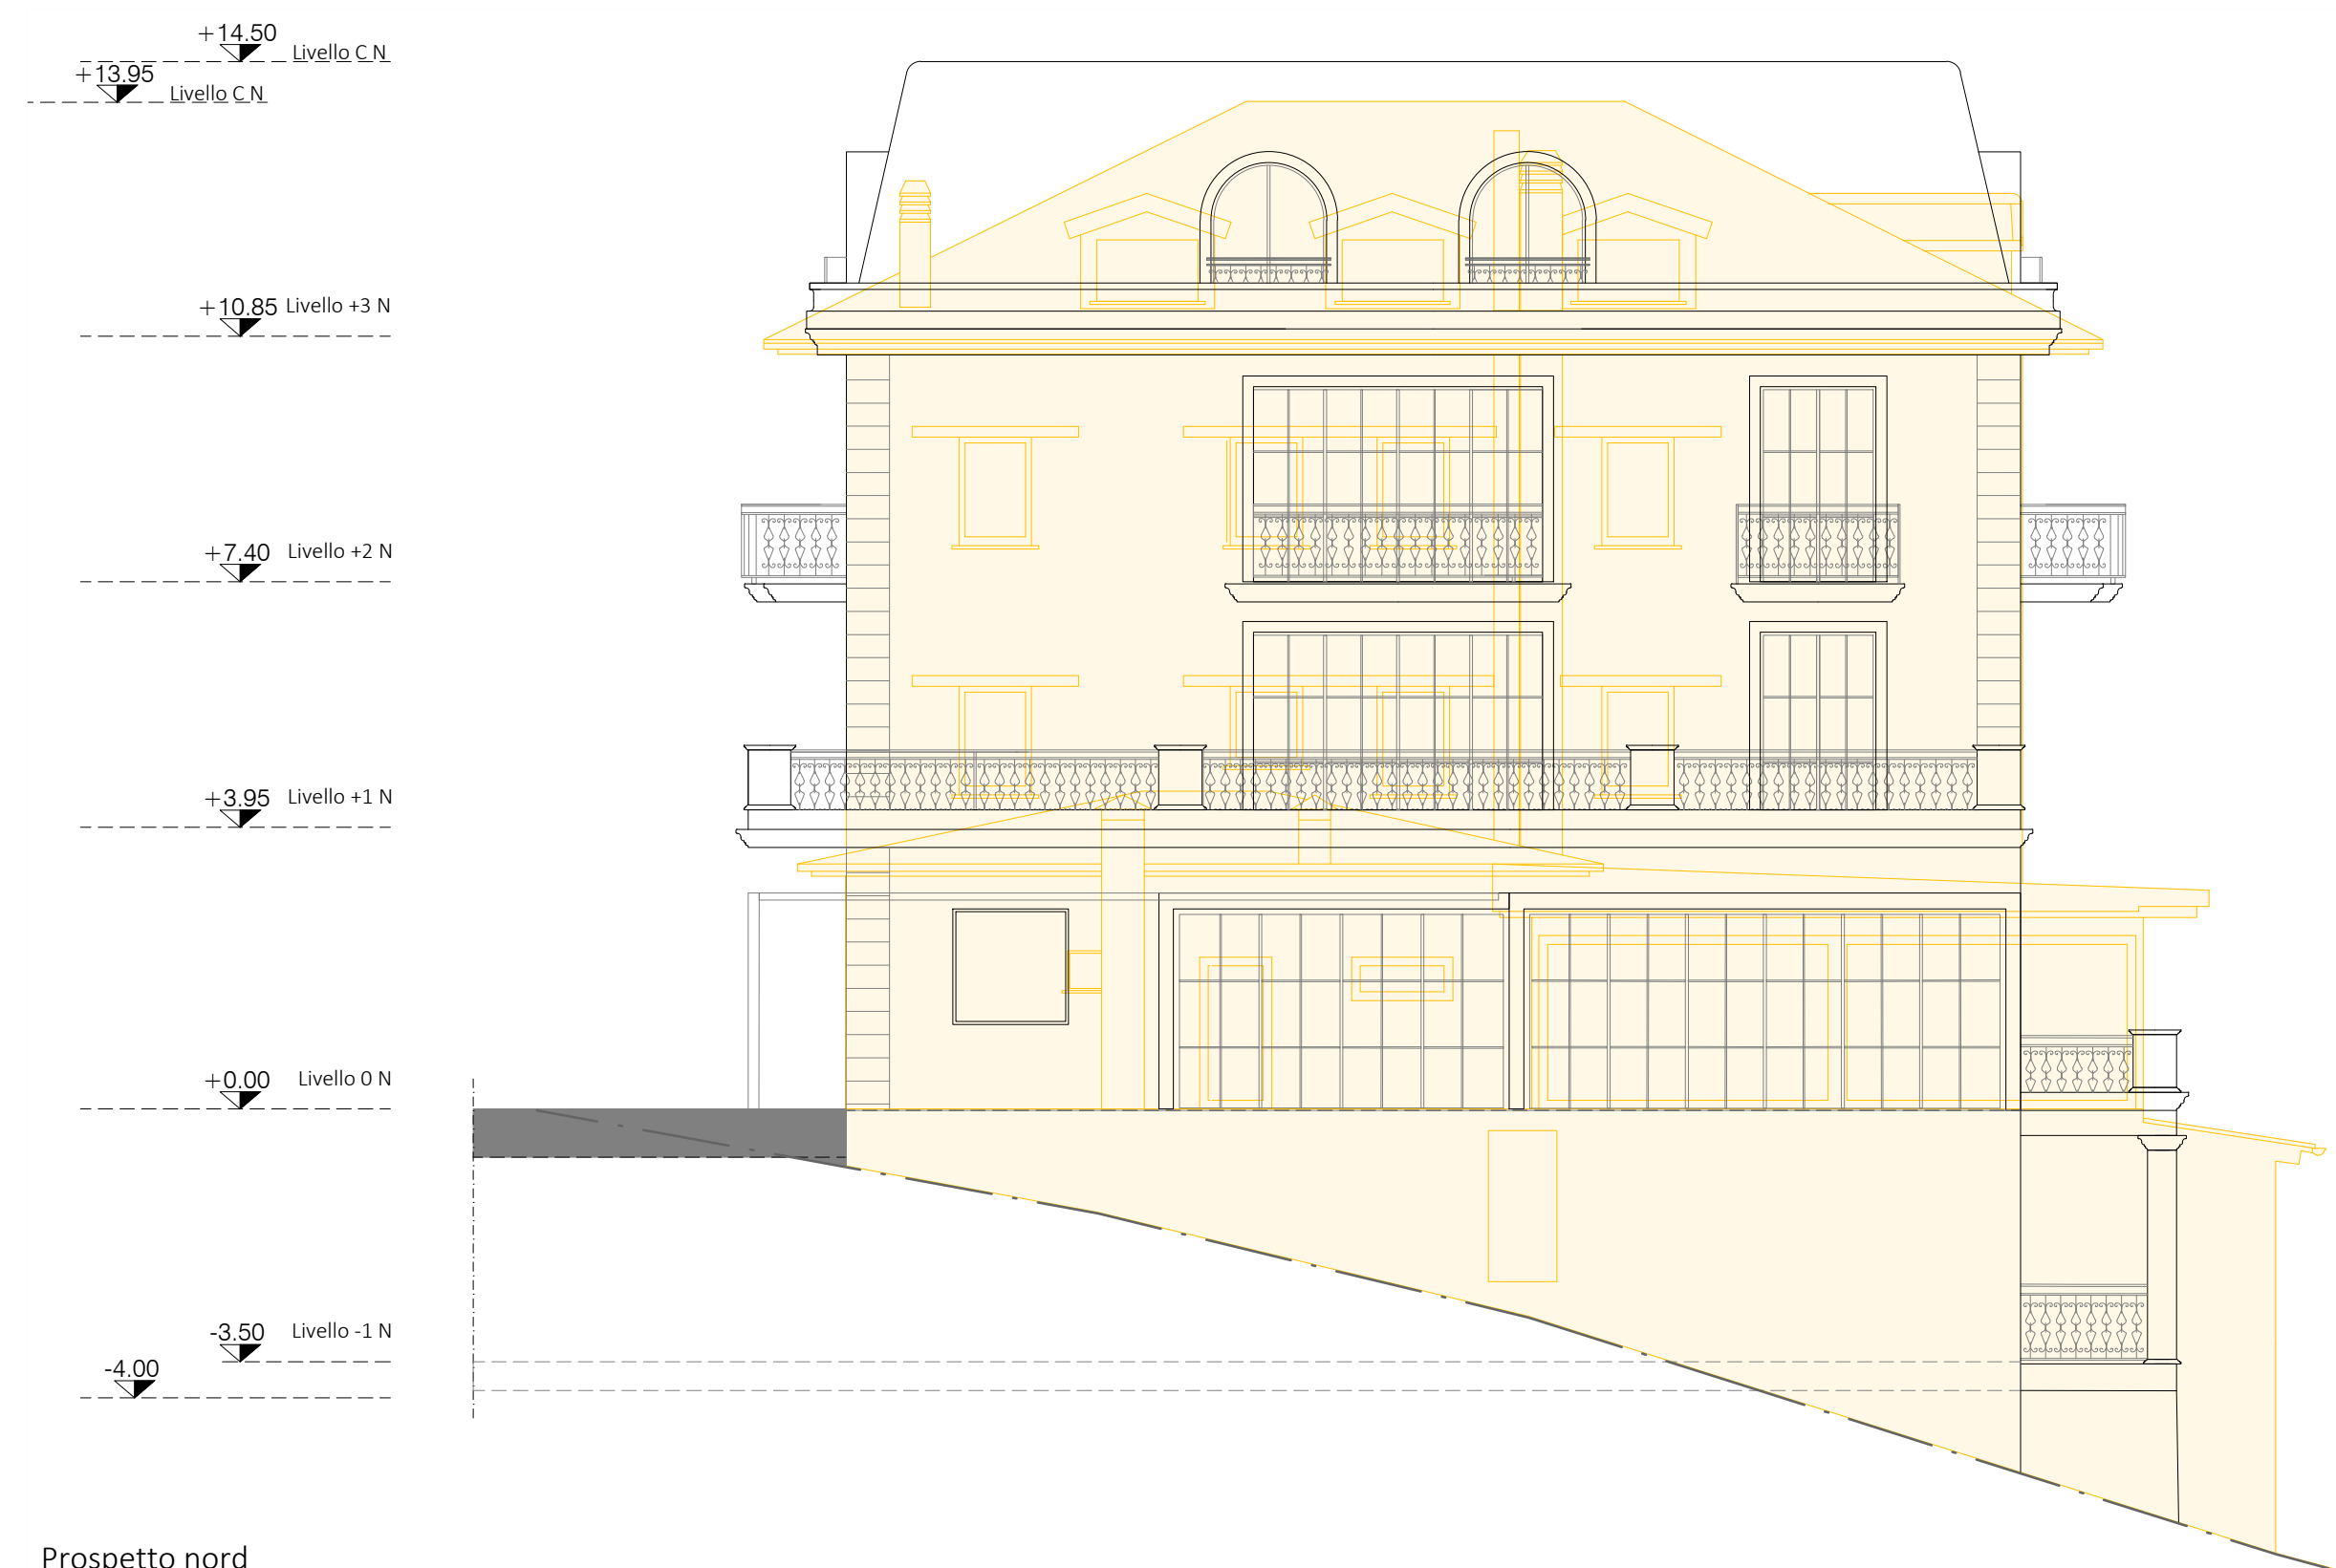 +14.50
Livello C N
+13.95
Livello C N
+10.85 Livello +3 N
+7.40 Livello +2 N
+3.95 Livello +1 N
+0.00 Livello 0 N
-3.50 Livello -1 N
-4.00
Prospetto nord